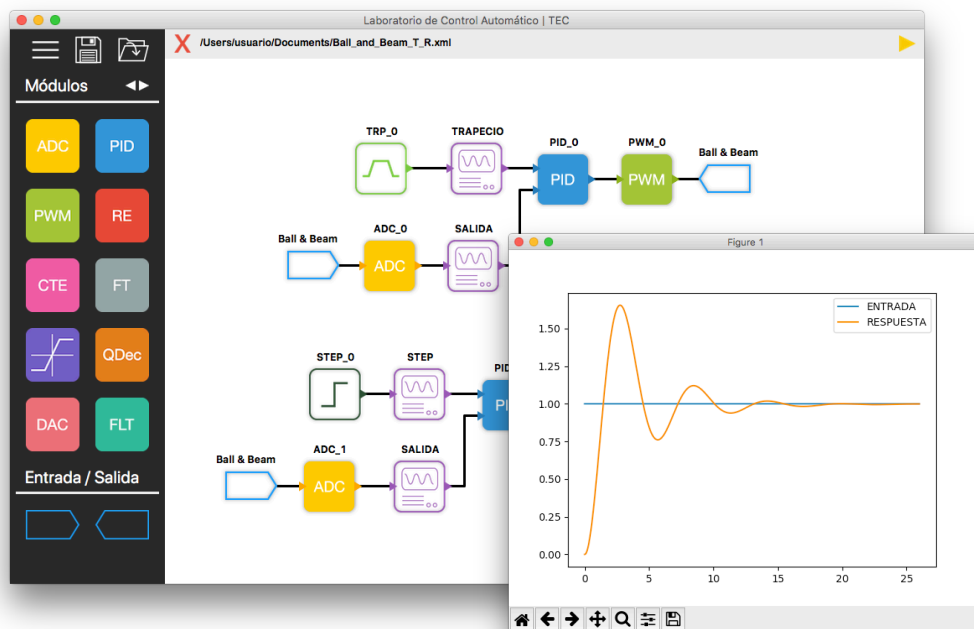 Laboratorio de Control Automático | TEC
X /Users/usuario/Documents/Ball_and_Beam_T_R.xml
Módulos
ADC PID
PWM RE
CTE FT
QDec
DAC FLT
Entrada / Salida
TRP_0 TRAPECIO PID_0 PWM_0 Ball & Beam
PID PWM
Ball & Beam ADC_0 SALIDA
ADC
STEP_0 STEP
Ball & Beam ADC_1 SALIDA
ADC
Figure 1
ENTRADA
RESPUESTA
1.50
1.25
1.00
0.75
0.50
0.25
0.00
0 5 10 15 20 25